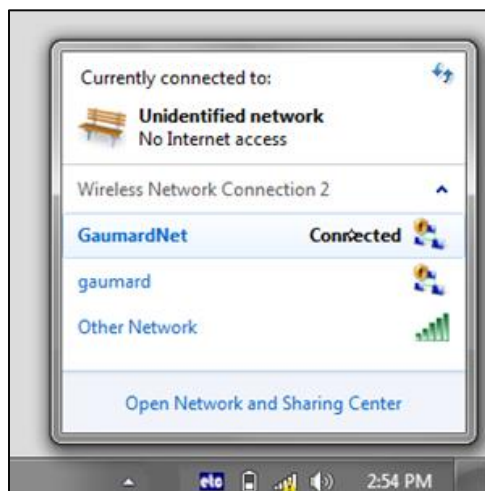 Currently connected to:
Unidentified network
No Internet access
Wireless Network Connection 2
GaumardNet Connected
gaumard
Other Network
Open Network and Sharing Center
elo 2:54 PM